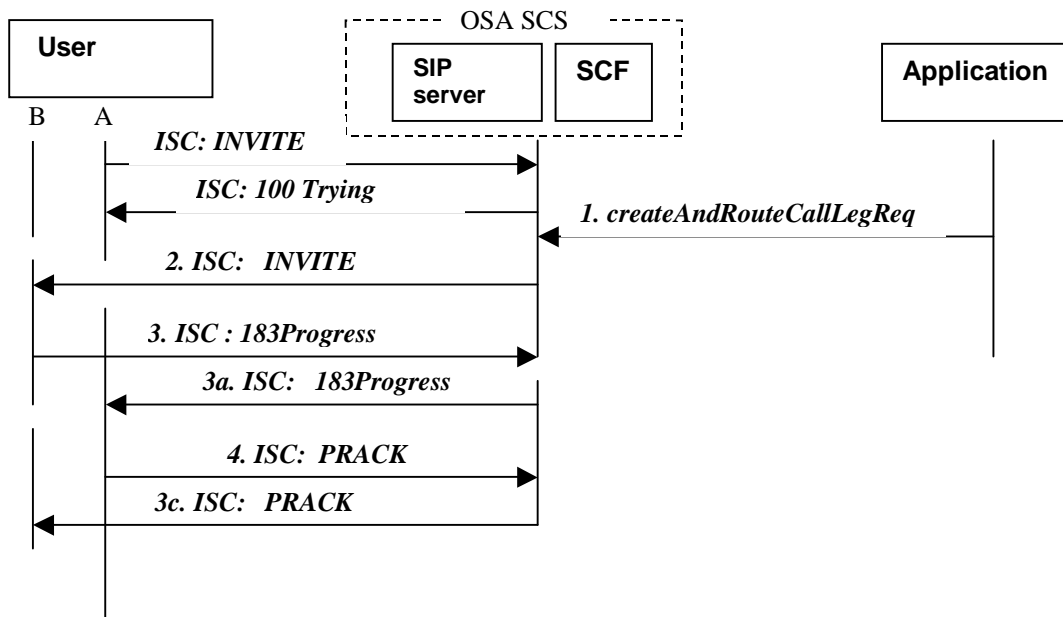 OSA SCS
User
SIP
server
SCF
Application
B A
ISC: INVITE
ISC: 100 Trying
1. createAndRouteCallLegReq
2. ISC: INVITE
3. ISC : 183Progress
3a. ISC: 183Progress
4. ISC: PRACK
3c. ISC: PRACK